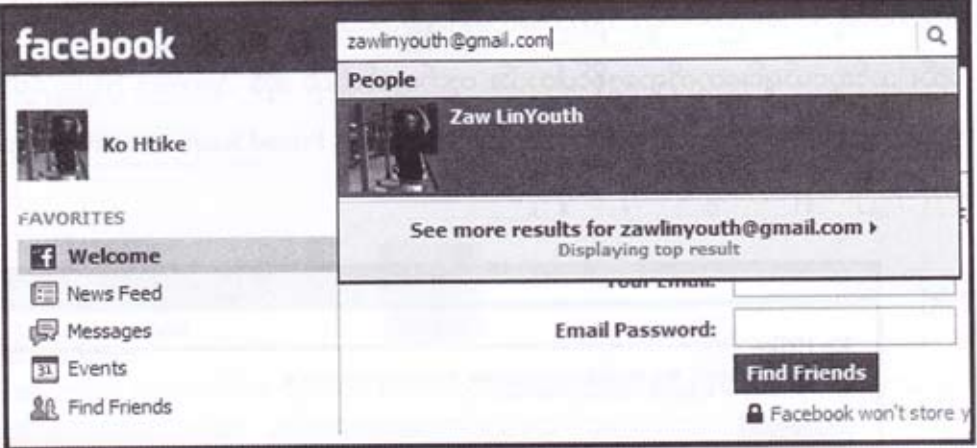 facebook
zawlinyouth@gmail.com
People
Zaw LinYouth
See more results for zawlinyouth@gmail.com
Displaying top result
Ko Htike
FAVORITES
Welcome
News Feed
Messages
31 Events
Find Friends
Your Email:
Email Password:
Find Friends
Facebook won't store y